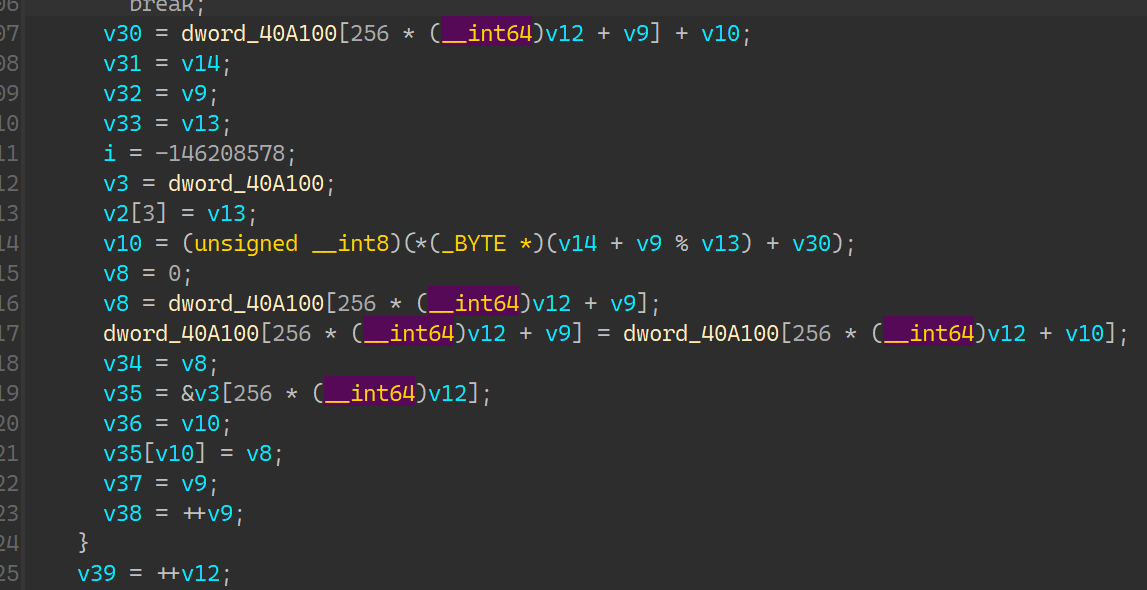 06 break;
07 v30 = dword_40A100[256 * (__int64)v12 + v9] + v10;
08 v31 = v14;
09 v32 = v9;
10 v33 = v13;
11 i = -146208578;
12 v3 = dword_40A100;
13 v2[3] = v13;
14 v10 = (unsigned __int8)(*(_BYTE *)(v14 + v9 % v13) + v30);
15 v8 = 0;
16 v8 = dword_40A100[256 * (__int64)v12 + v9];
17 dword_40A100[256 * (__int64)v12 + v9] = dword_40A100[256 * (__int64)v12 + v10];
18 v34 = v8;
19 v35 = &v3[256 * (__int64)v12];
20 v36 = v10;
21 v35[v10] = v8;
22 v37 = v9;
23 v38 = ++v9;
24 }
25 v39 = ++v12;